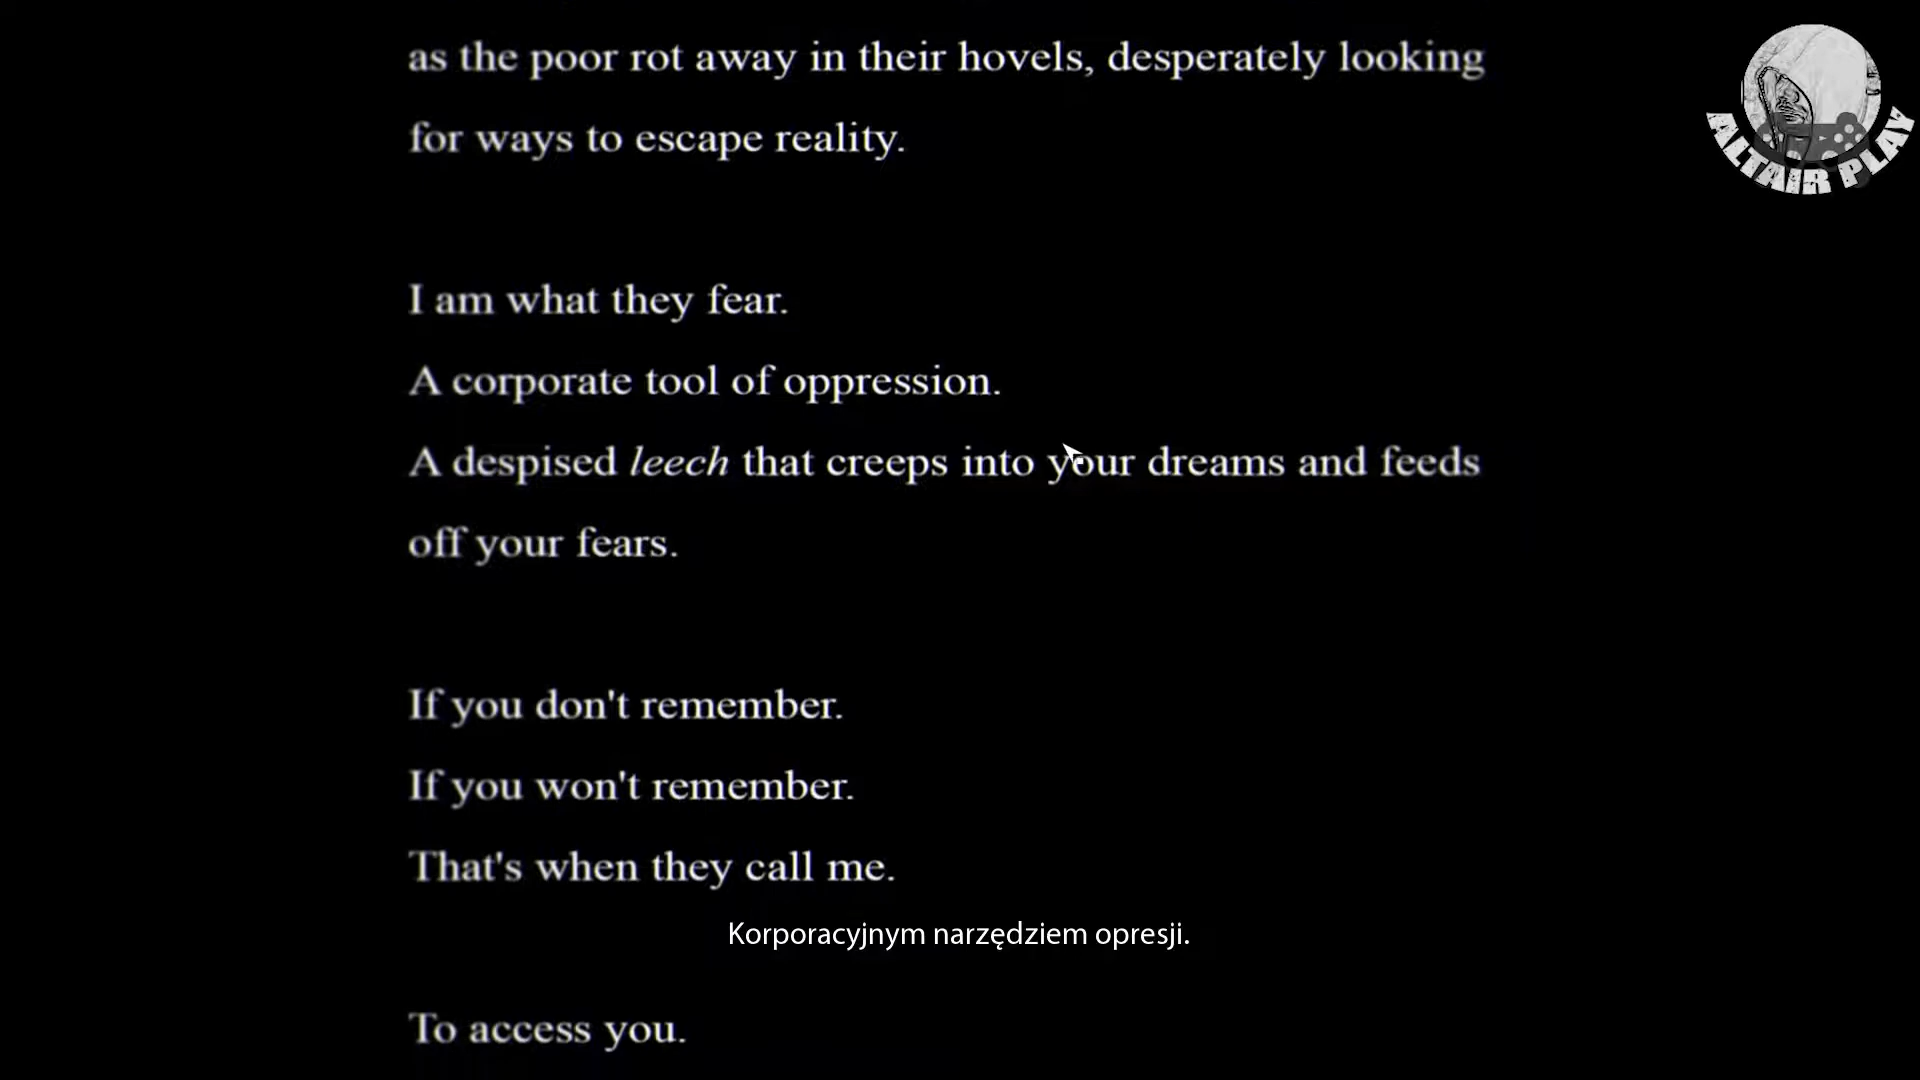 as the poor rot away in their hovels, desperately looking
for ways to escape reality.
I am what they fear.
A corporate tool of oppression.
A despised leech that creeps into your dreams and feeds
off your fears.
If you don't remember.
If you won't remember.
That's when they call me.
Korporacyjnym narzędziem opresji.
To access you.
ALTAIR PLAY